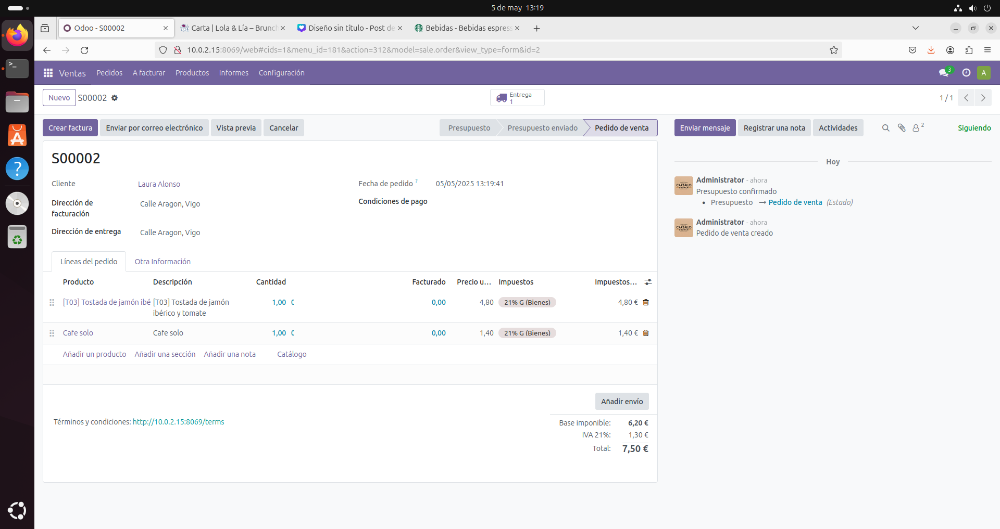 5 de may 13:19
Odoo - S00002
Carta | Lola & Lía – Brunch
Diseño sin título - Post de
Bebidas - Bebidas espress
10.0.2.15:8069/web#cids=1&menu_id=181&action=312&model=sale.order&view_type=form&id=2
Ventas Pedidos A facturar Productos Informes Configuración
3
A
Nuevo S00002
Entrega
1
1 / 1
Crear factura Enviar por correo electrónico Vista previa Cancelar
Presupuesto Presupuesto enviado Pedido de venta
Enviar mensaje Registrar una nota Actividades
2
Siguiendo
S00002
Cliente Laura Alonso
Dirección de facturación Calle Aragon, Vigo
Dirección de entrega Calle Aragon, Vigo
Fecha de pedido ? 05/05/2025 13:19:41
Condiciones de pago
Líneas del pedido Otra Información
Producto Descripción Cantidad Facturado Precio u... Impuestos Impuestos...
[T03] Tostada de jamón ibé [T03] Tostada de jamón 1,00 0,00 4,80 21% G (Bienes) 4,80 €
ibérico y tomate
Cafe solo Cafe solo 1,00 0,00 1,40 21% G (Bienes) 1,40 €
Añadir un producto Añadir una sección Añadir una nota Catálogo
Añadir envío
Términos y condiciones: http://10.0.2.15:8069/terms
Base imponible: 6,20 €
IVA 21%: 1,30 €
Total: 7,50 €
Hoy
CARBALLO
BRUNCH
Administrator - ahora
Presupuesto confirmado
• Presupuesto → Pedido de venta (Estado)
CARBALLO
BRUNCH
Administrator - ahora
Pedido de venta creado